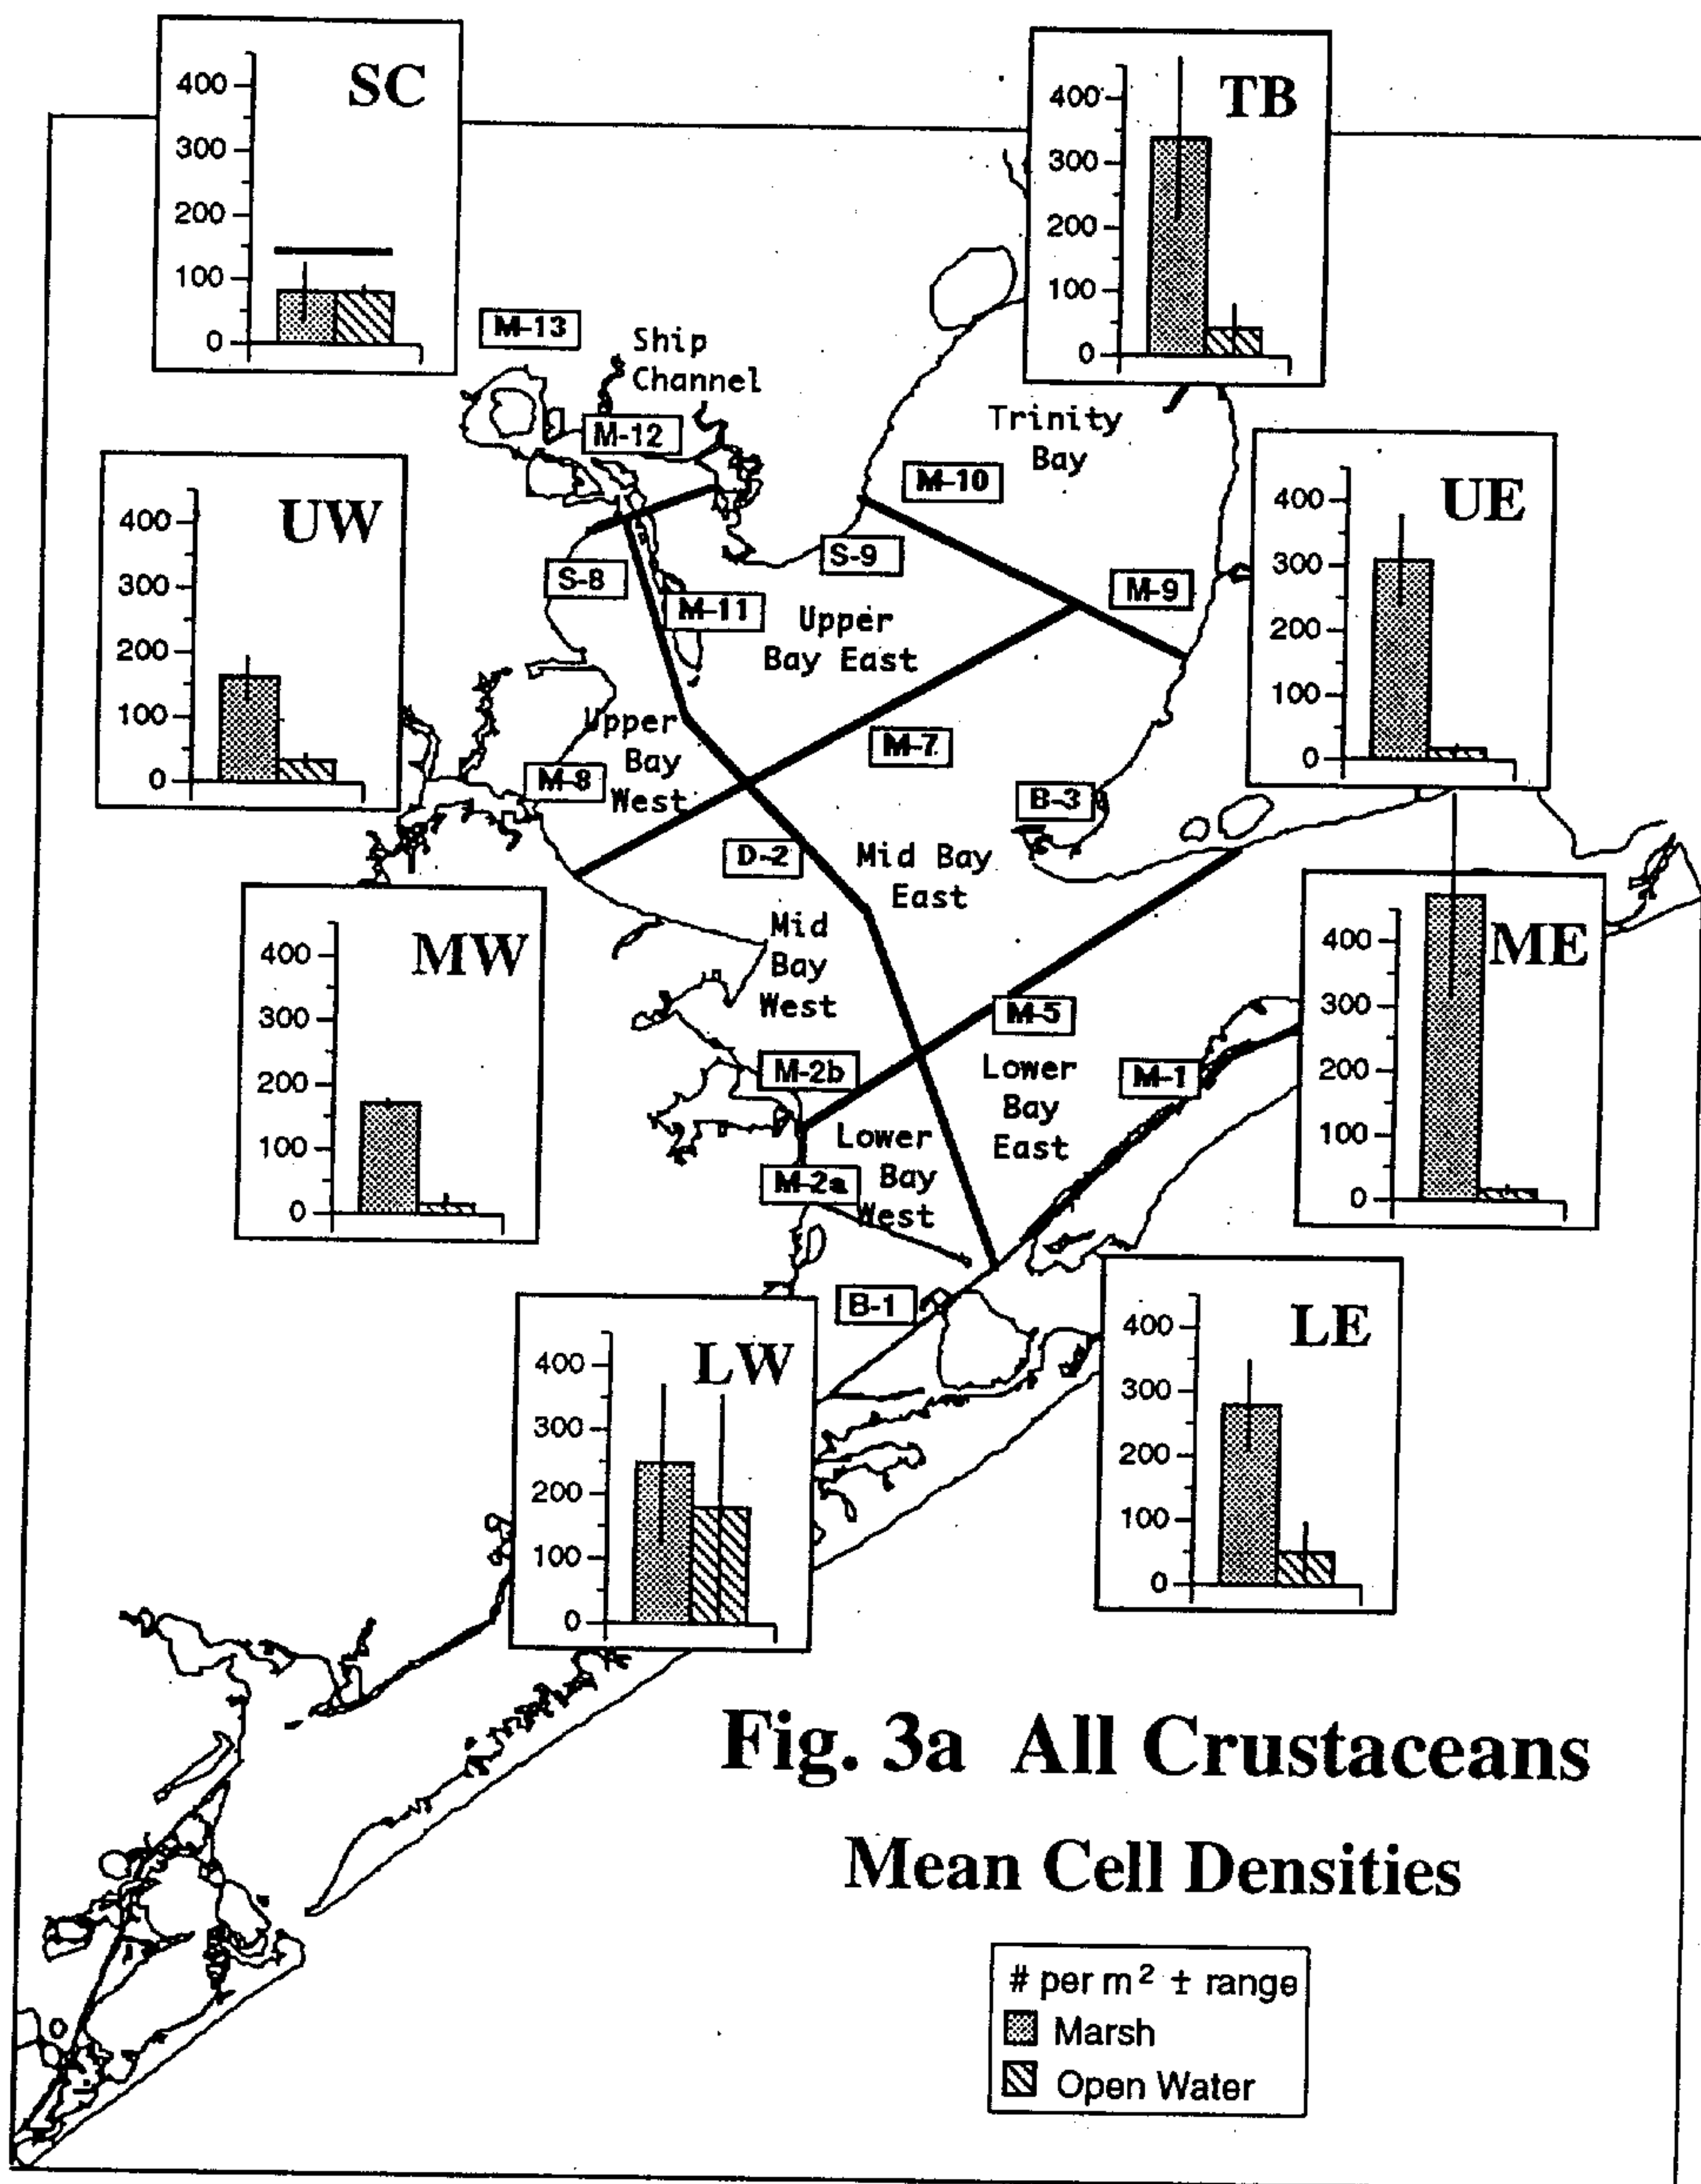 SC
400
300
200
100
0
TB
400
300
200
100
0
M-13
Ship
Channel
M-12
Trinity
Bay
M-10
UW
400
300
200
100
0
UE
400
300
200
100
0
S-9
S-8
M-9
M-11
Upper
Bay East
Upper
Bay
West
M-7
M-8
B-3
D-2
Mid Bay
East
MW
400
300
200
100
0
Mid
Bay
West
ME
400
300
200
100
0
M-5
M-2b
Lower
Bay
East
M-1
Lower
Bay
West
M-2a
B-1
LW
400
300
200
100
0
LE
400
300
200
100
0
Fig. 3a All Crustaceans
Mean Cell Densities
# per m² ± range
Marsh
Open Water